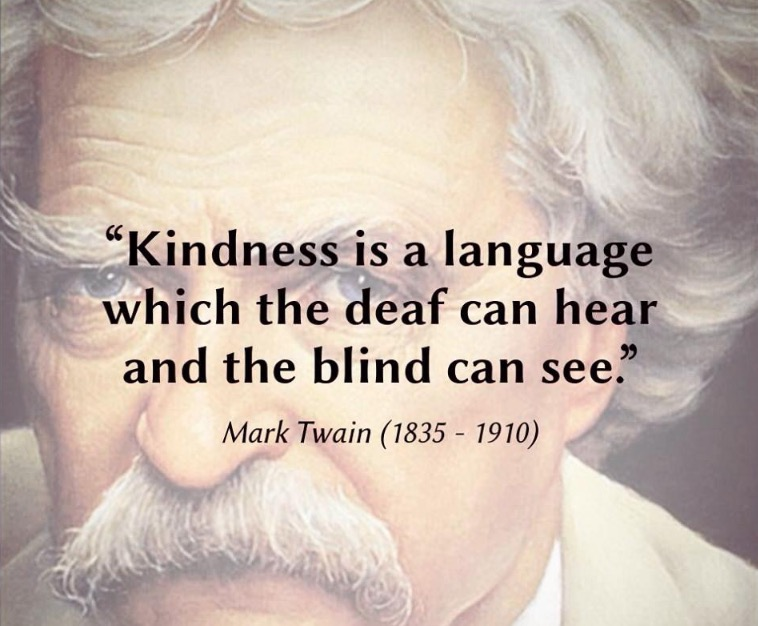 “Kindness is a language
which the deaf can hear
and the blind can see.”
Mark Twain (1835 - 1910)